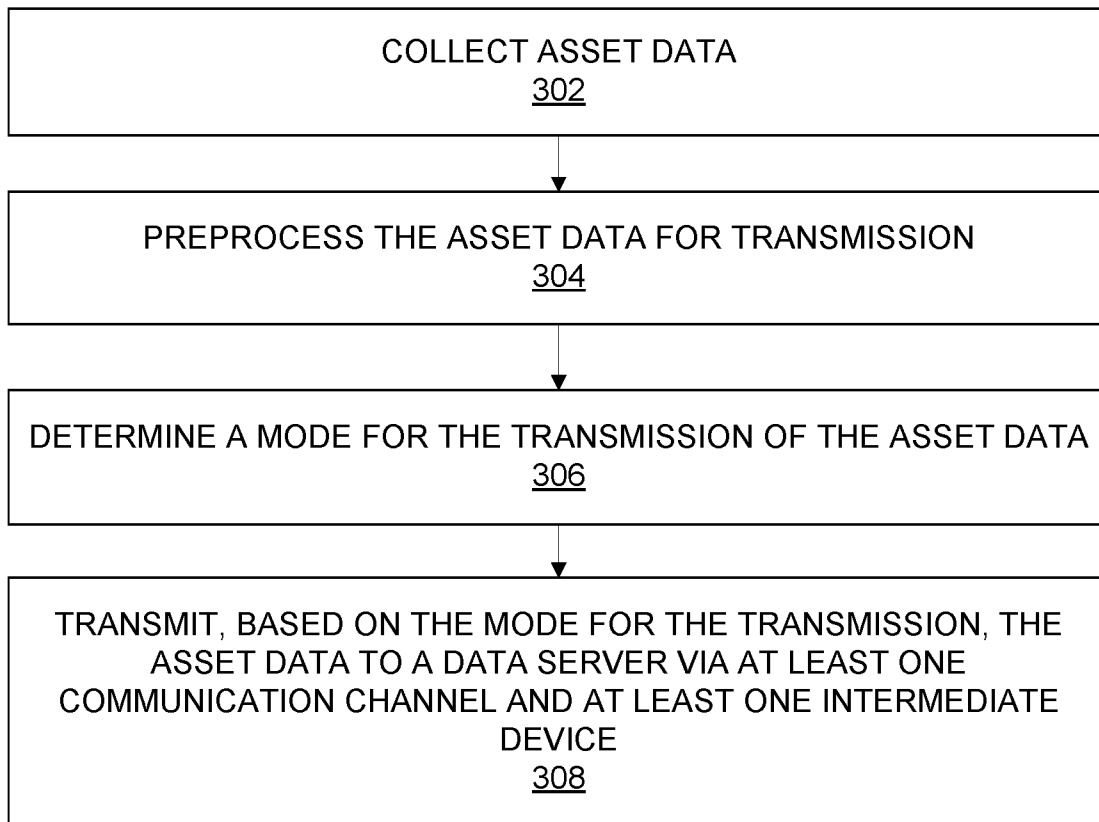 COLLECT ASSET DATA
302
PREPROCESS THE ASSET DATA FOR TRANSMISSION
304
DETERMINE A MODE FOR THE TRANSMISSION OF THE ASSET DATA
306
TRANSMIT, BASED ON THE MODE FOR THE TRANSMISSION, THE
ASSET DATA TO A DATA SERVER VIA AT LEAST ONE
COMMUNICATION CHANNEL AND AT LEAST ONE INTERMEDIATE
DEVICE
308